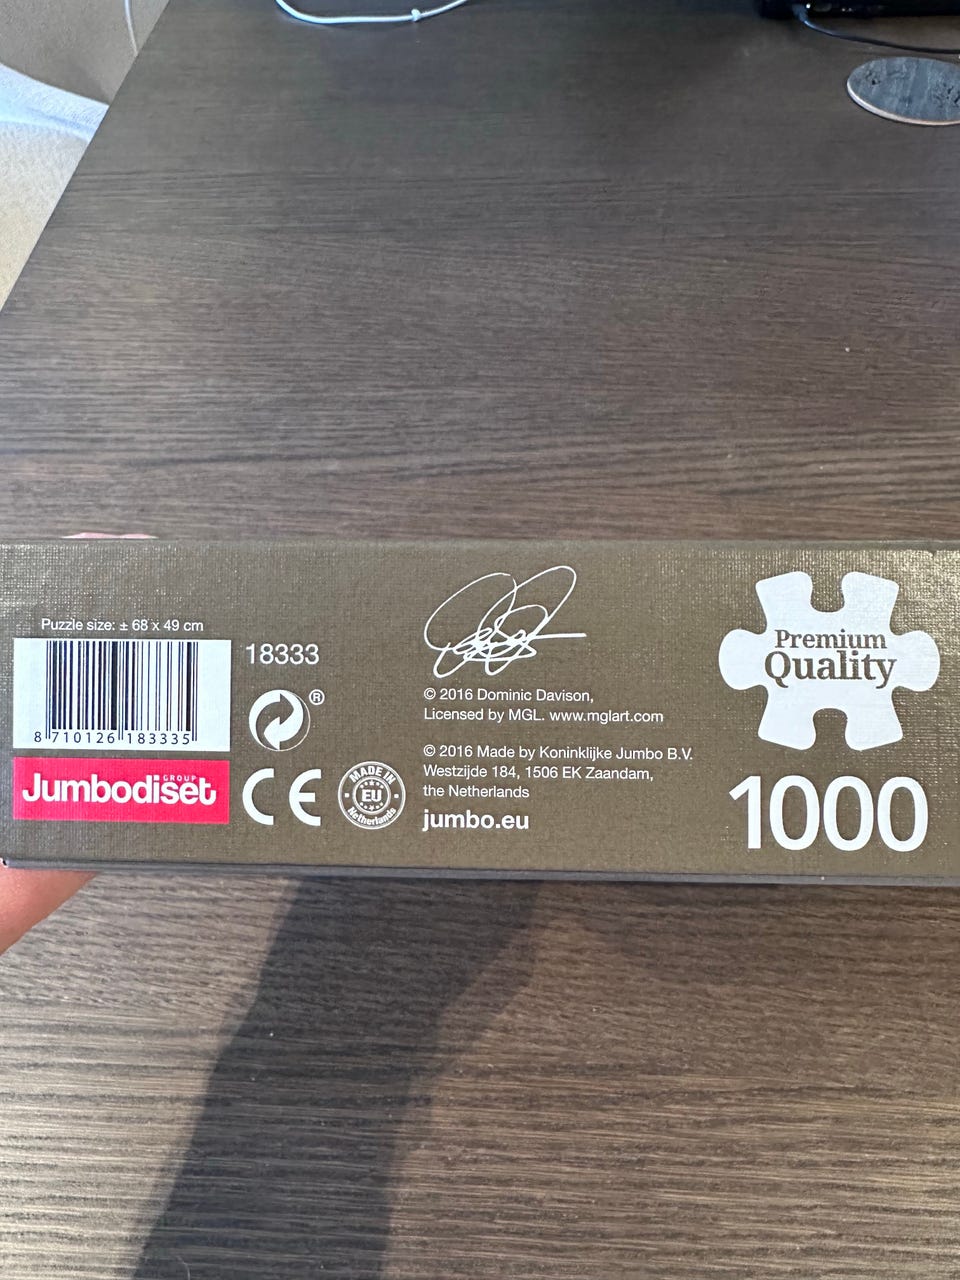 Puzzle size: ± 68 x 49 cm
8 710126 183335
18333
®
Jumbodiset
GROUP
CE
MADE IN
EU
Netherlands
© 2016 Dominic Davison,
Licensed by MGL. www.mglart.com
© 2016 Made by Koninklijke Jumbo B.V.
Westzijde 184, 1506 EK Zaandam,
the Netherlands
jumbo.eu
Premium
Quality
1000